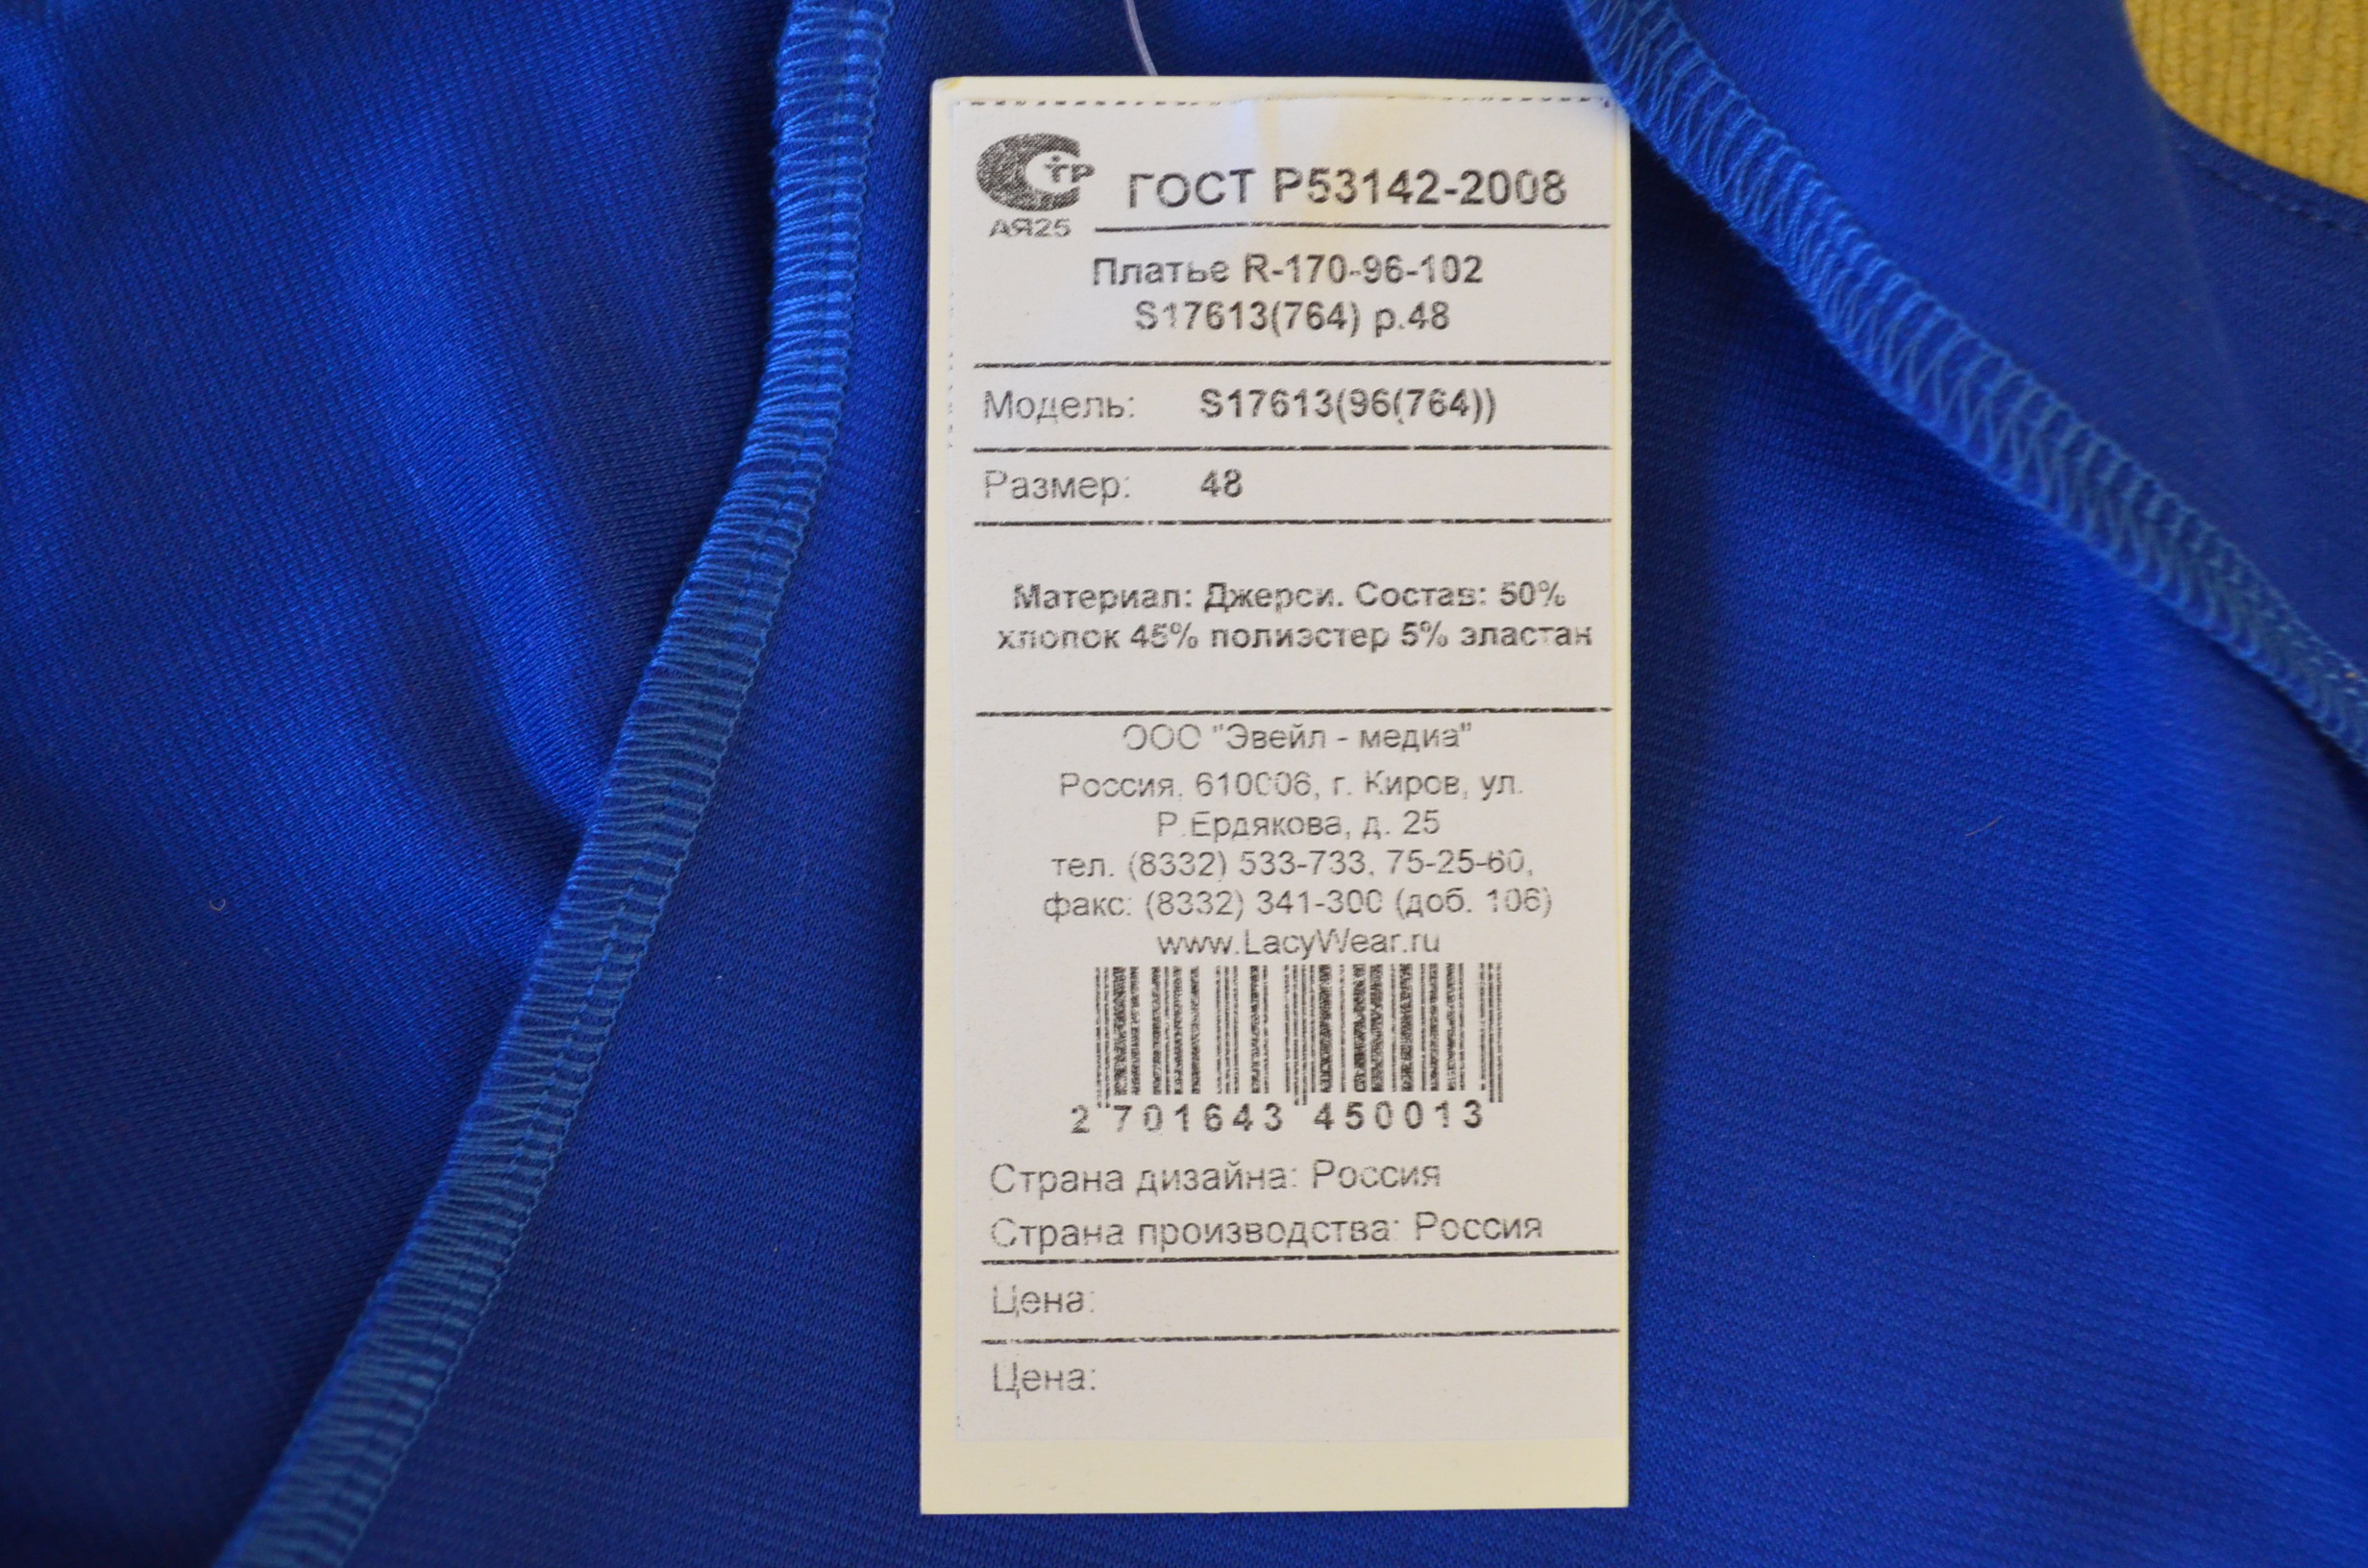 ТР
АЯ25
ГОСТ Р53142-2008
Платье R-170-96-102
S17613(764) р.48
Модель: S17613(96(764))
Размер: 48
Материал: Джерси. Состав: 50%
хлопок 45% полиэстер 5% эластан
ООО "Эвейл - медиа"
Россия, 610006, г. Киров, ул.
Р.Ердякова, д. 25
тел. (8332) 533-733, 75-25-60,
факс: (8332) 341-300 (доб. 106)
www.LacyWear.ru
2 701643 450013
Страна дизайна: Россия
Страна производства: Россия
Цена:
Цена: